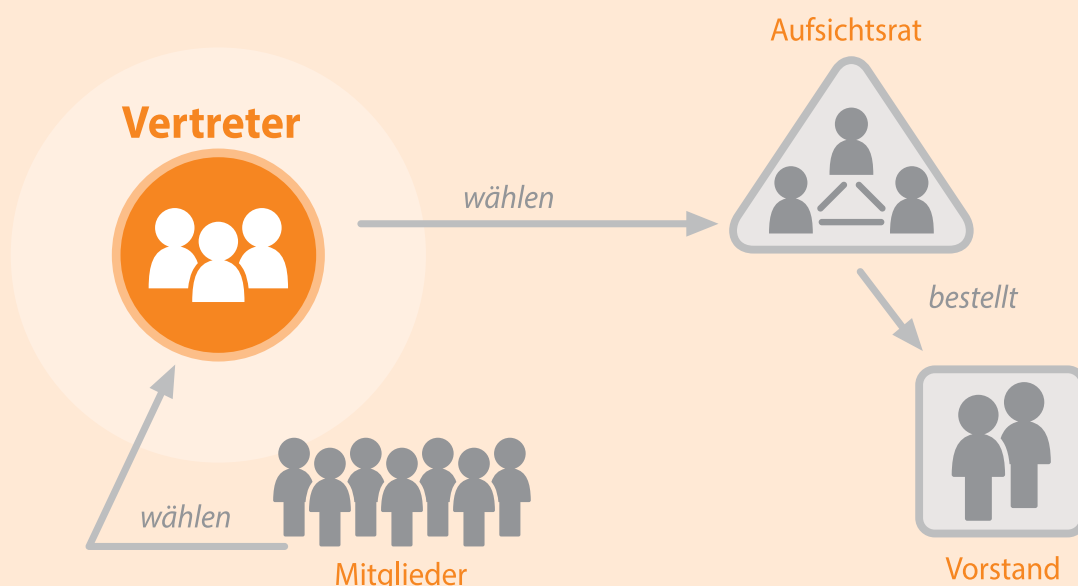 Aufsichtsrat
Vertreter
wählen
bestellt
wählen
Mitglieder
Vorstand